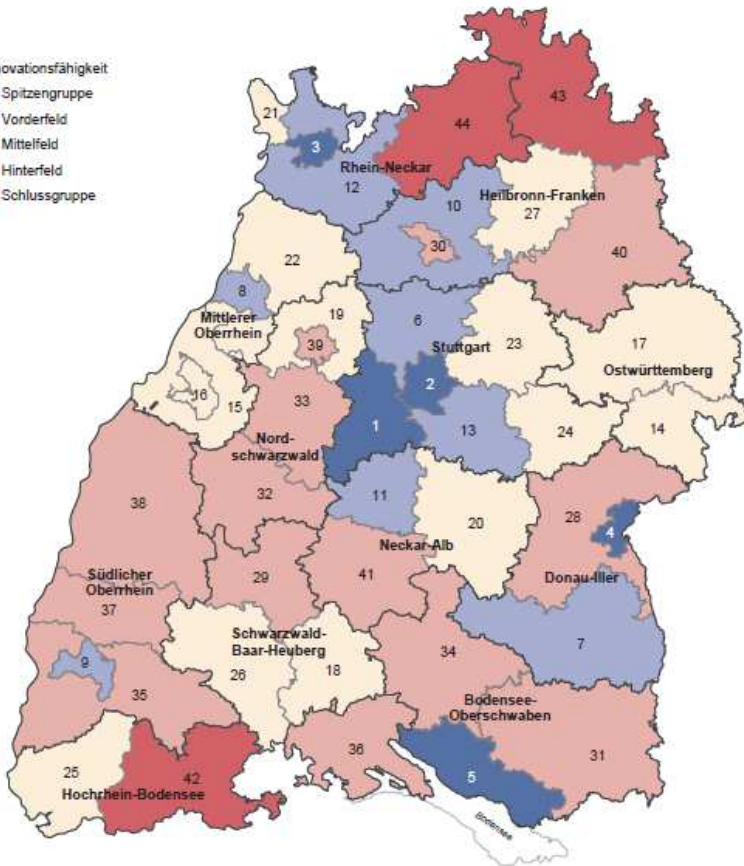 ovationsfähigkeit
Spitzengruppe
Vorderfeld
Mittelfeld
Hinterfeld
Schlussgruppe
43
44
21
3
Rhein-Neckar
12
10
Heilbronn-Franken
27
30
40
22
8
19
6
Mittlerer
Oberrhein
39
Stuttgart
23
17
Ostwürttemberg
2
16
15
33
1
13
24
14
Nord-
schwarzwald
38
32
11
20
28
4
Neckar-Alb
29
41
Donau-Iller
Südlicher
Oberrhein
37
Schwarzwald-
Baar-Heuberg
34
7
9
26
18
35
Bodensee-
Oberschwaben
36
31
25
42
5
Hochrhein-Bodensee
Bodensee